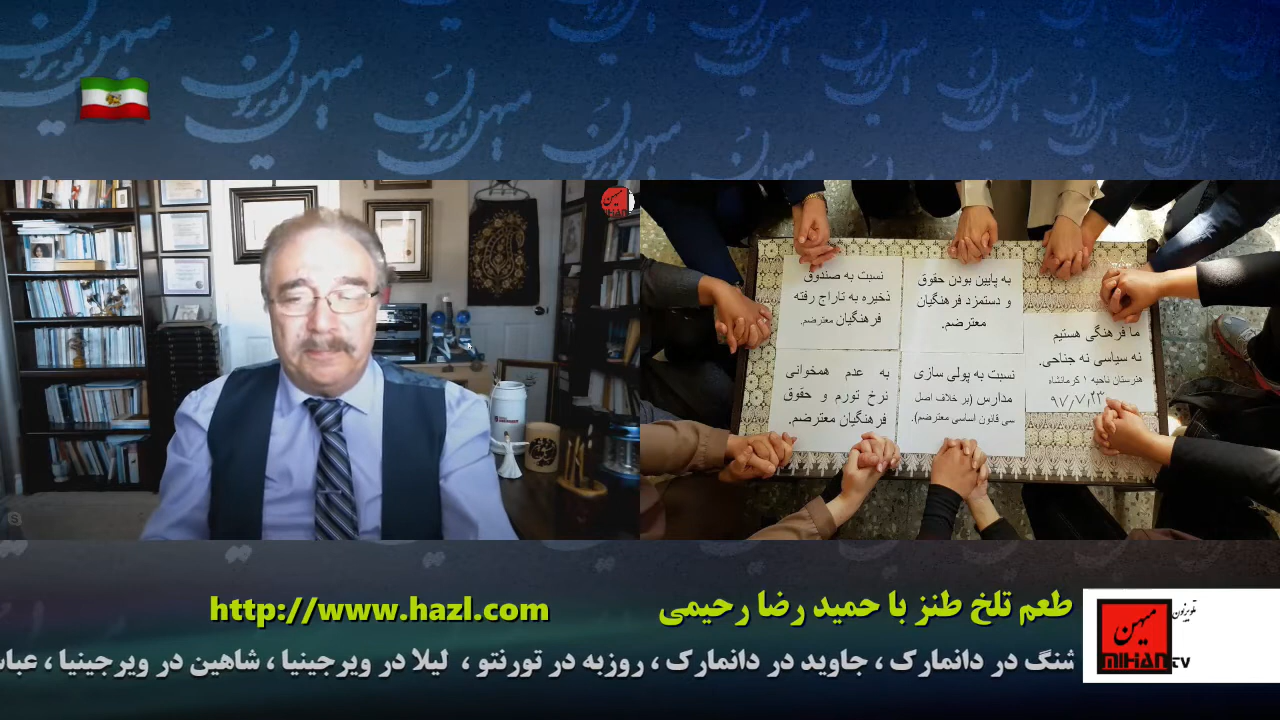 میهن
MIHAN
نسبت به صندوق
ذخیره به تاراج رفته
فرهنگیان معترضم.
به پایین بودن حقوق
و دستمزد فرهنگیان
معترضم.
ما فرهنگی هستیم
نه سیاسی نه جناحی.
هنرستان ناحیه ۱ کرمانشاه
۹۷/۷/۲۳
به عدم همخوانی
نرخ تورم و حقوق
فرهنگیان معترضم.
نسبت به پولی سازی
مدارس (بر خلاف اصل
سی قانون اساسی معترضم).
طعم تلخ طنز با حمید رضا رحیمی
http://www.hazl.com
شنگ در دانمارک ، جاوید در دانمارک ، روزبه در تورنتو ، لیلا در ویرجینیا ، شاهین در ویرجینیا ، عباس
تلویزیون
میهن
MIHAN TV